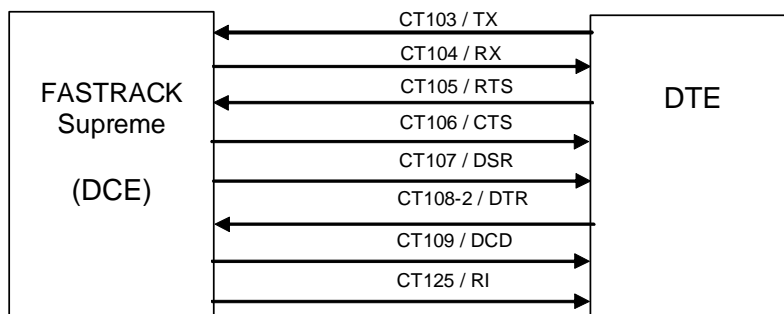 CT103 / TX
CT104 / RX
CT105 / RTS
CT106 / CTS
CT107 / DSR
CT108-2 / DTR
CT109 / DCD
CT125 / RI
FASTRACK
Supreme
(DCE)
DTE